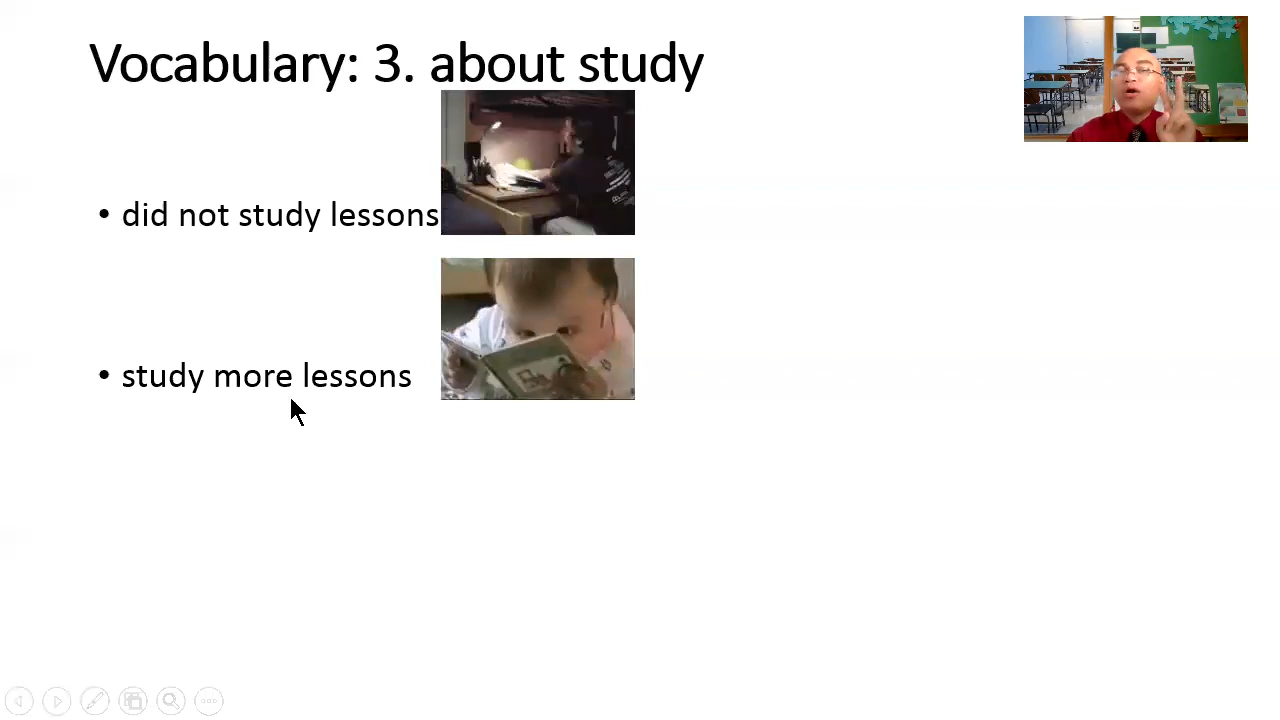 Vocabulary: 3. about study
• did not study lessons
• study more lessons